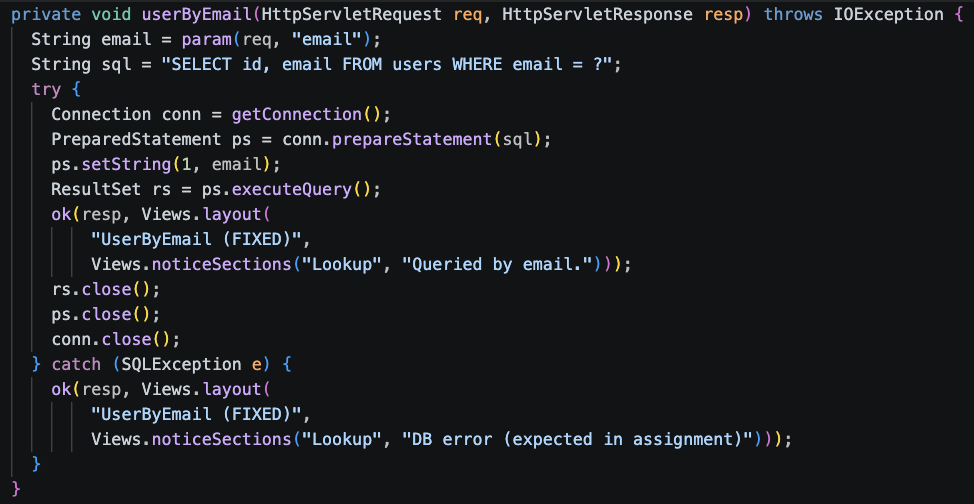 private void userByEmail(HttpServletRequest req, HttpServletResponse resp) throws IOException {
String email = param(req, "email");
String sql = "SELECT id, email FROM users WHERE email = ?";
try {
Connection conn = getConnection();
PreparedStatement ps = conn.prepareStatement(sql);
ps.setString(1, email);
ResultSet rs = ps.executeQuery();
ok(resp, Views.layout(
"UserByEmail (FIXED)",
Views.noticeSections("Lookup", "Queried by email.")));
rs.close();
ps.close();
conn.close();
} catch (SQLException e) {
ok(resp, Views.layout(
"UserByEmail (FIXED)",
Views.noticeSections("Lookup", "DB error (expected in assignment)")));
}
}